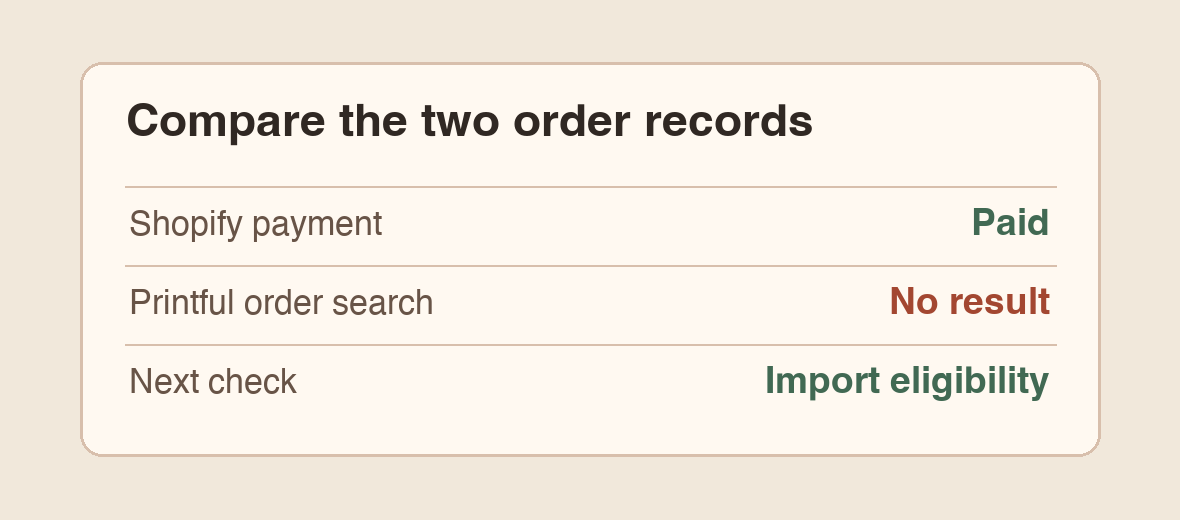 Compare the two order records
Shopify payment Paid
Printful order search No result
Next check Import eligibility